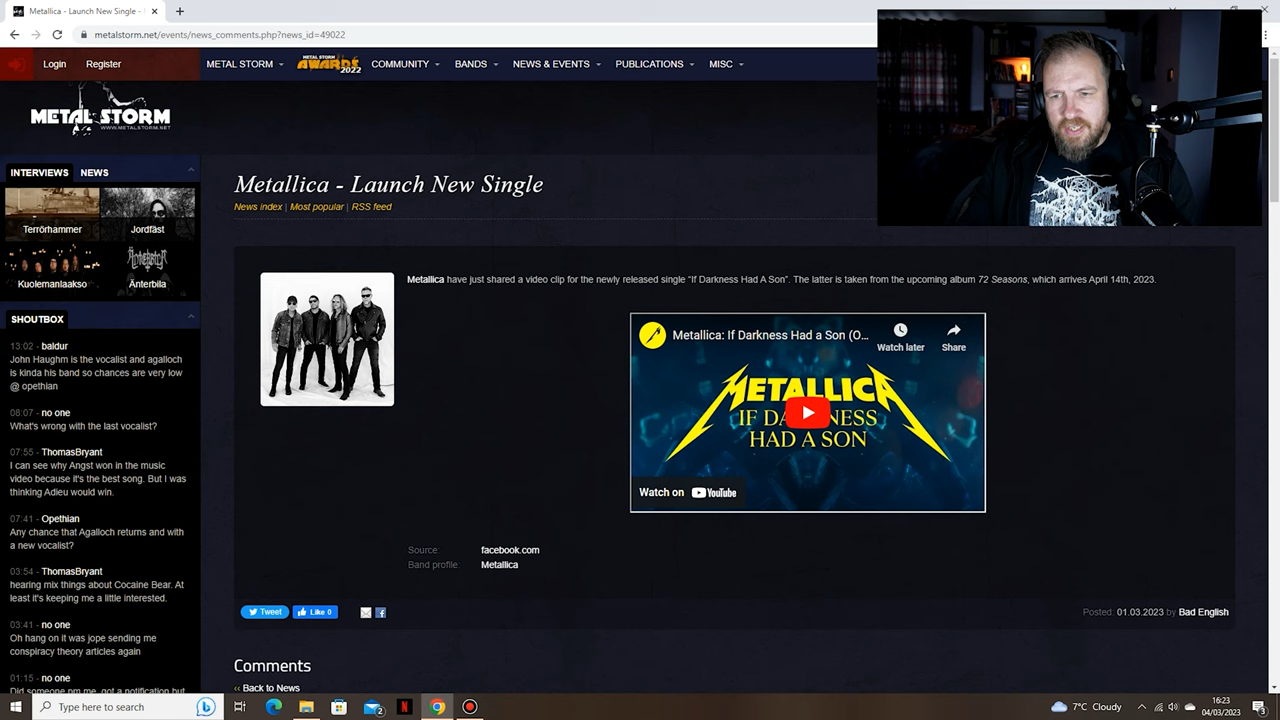 Metallica - Launch New Single -
metalstorm.net/events/news_comments.php?news_id=49022
Login Register
METAL STORM METAL STORM AWARDS 2022 COMMUNITY BANDS NEWS & EVENTS PUBLICATIONS MISC
METAL STORM
WWW.METALSTORM.NET
INTERVIEWS NEWS
Terrörhammer Jordfäst
Kuolemanlaakso Änterbila
SHOUTBOX
13:02 - baldur
John Haughm is the vocalist and agalloch
is kinda his band so chances are very low
@ opethian
08:07 - no one
What's wrong with the last vocalist?
07:55 - ThomasBryant
I can see why Angst won in the music
video because it's the best song. But I was
thinking Adieu would win.
07:41 - Opethian
Any chance that Agalloch returns and with
a new vocalist?
03:54 - ThomasBryant
hearing mix things about Cocaine Bear. At
least it's keeping me a little interested.
03:41 - no one
Oh hang on it was jope sending me
conspiracy theory articles again
01:15 - no one
Did someone pm me, got a notification but
Metallica - Launch New Single
News index | Most popular | RSS feed
Metallica have just shared a video clip for the newly released single “If Darkness Had A Son”. The latter is taken from the upcoming album 72 Seasons, which arrives April 14th, 2023.
Metallica: If Darkness Had a Son (O...
Watch later Share
METALLICA
IF DARKNESS
HAD A SON
Watch on YouTube
Source: facebook.com
Band profile: Metallica
Tweet Like 0
Posted: 01.03.2023 by Bad English
Comments
‹‹ Back to News
Type here to search
7°C Cloudy
16:23
04/03/2023